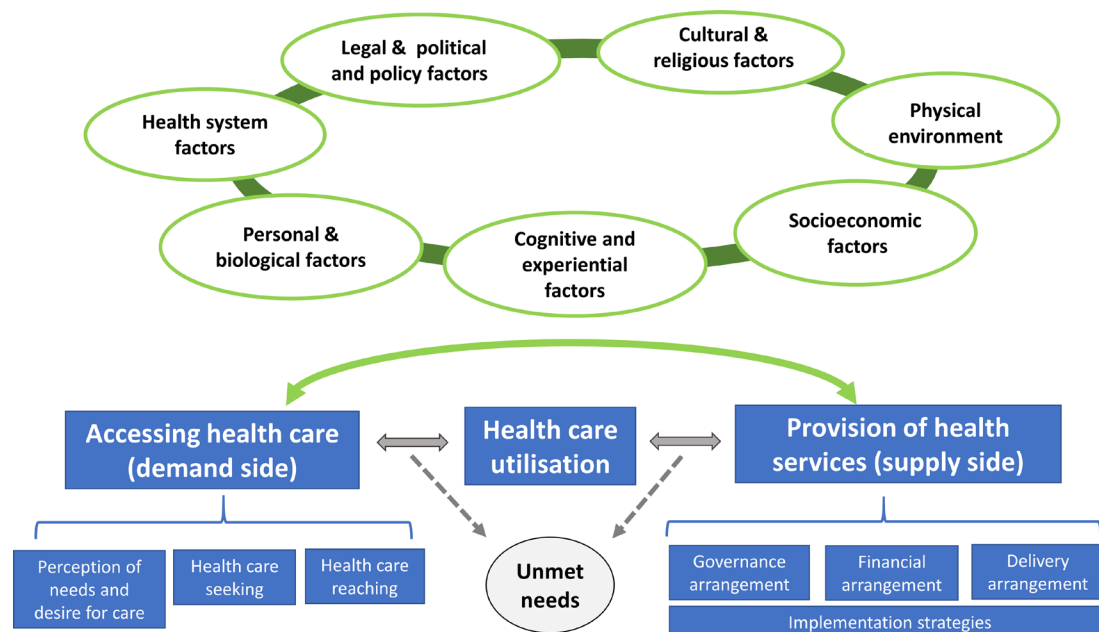 Legal & political
and policy factors
Cultural &
religious factors
Health system
factors
Physical
environment
Personal &
biological factors
Cognitive and
experiential
factors
Socioeconomic
factors
Accessing health care
(demand side)
Health care
utilisation
Provision of health
services (supply side)
Perception of
needs and
desire for care
Health care
seeking
Health care
reaching
Unmet
needs
Governance
arrangement
Financial
arrangement
Delivery
arrangement
Implementation strategies